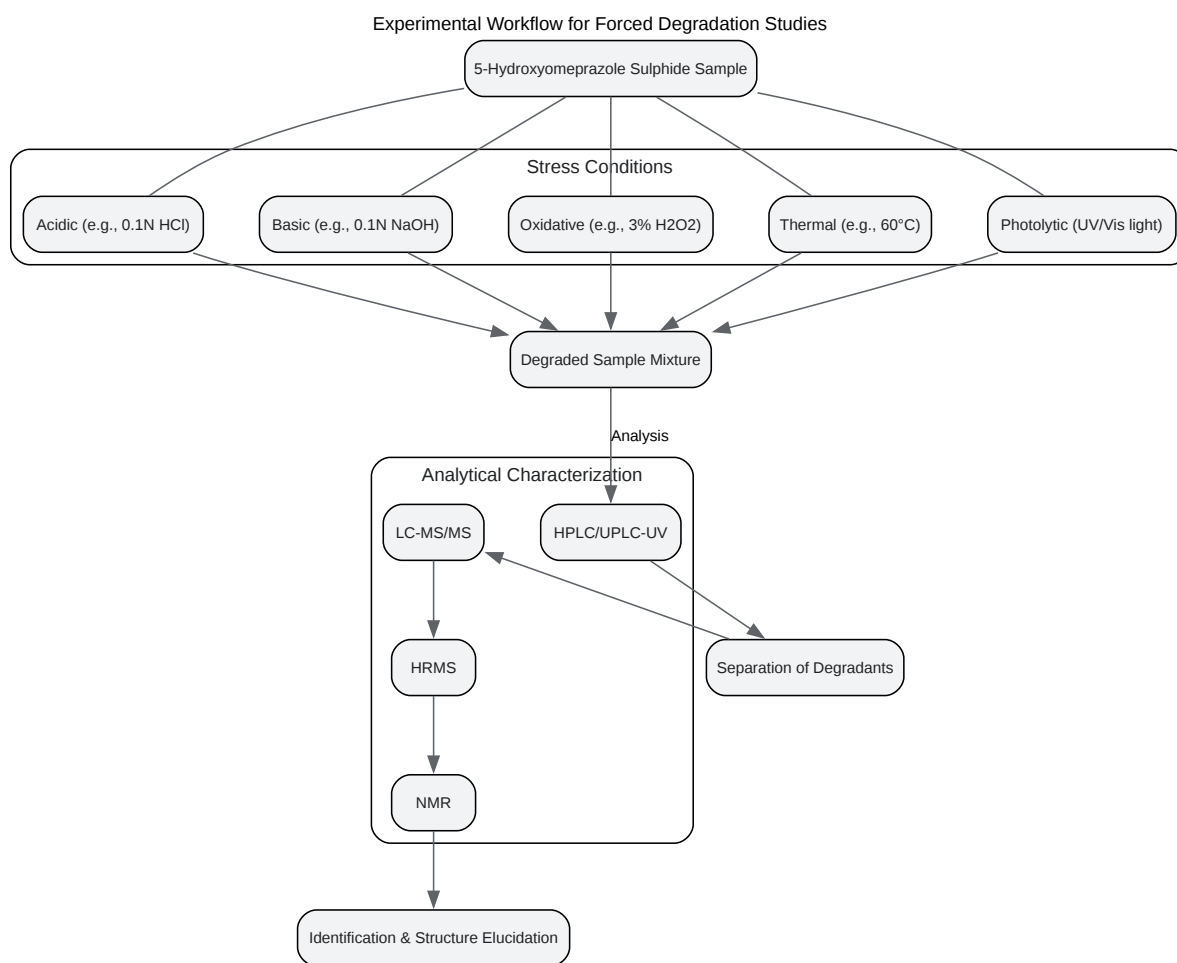 Experimental Workflow for Forced Degradation Studies
5-Hydroxyomeprazole Sulphide Sample
Stress Conditions
Acidic (e.g., 0.1N HCl)
Basic (e.g., 0.1N NaOH)
Oxidative (e.g., 3% H2O2)
Thermal (e.g., 60°C)
Photolytic (UV/Vis light)
Degraded Sample Mixture
Analysis
Analytical Characterization
LC-MS/MS
HPLC/UPLC-UV
HRMS
Separation of Degradants
NMR
Identification & Structure Elucidation